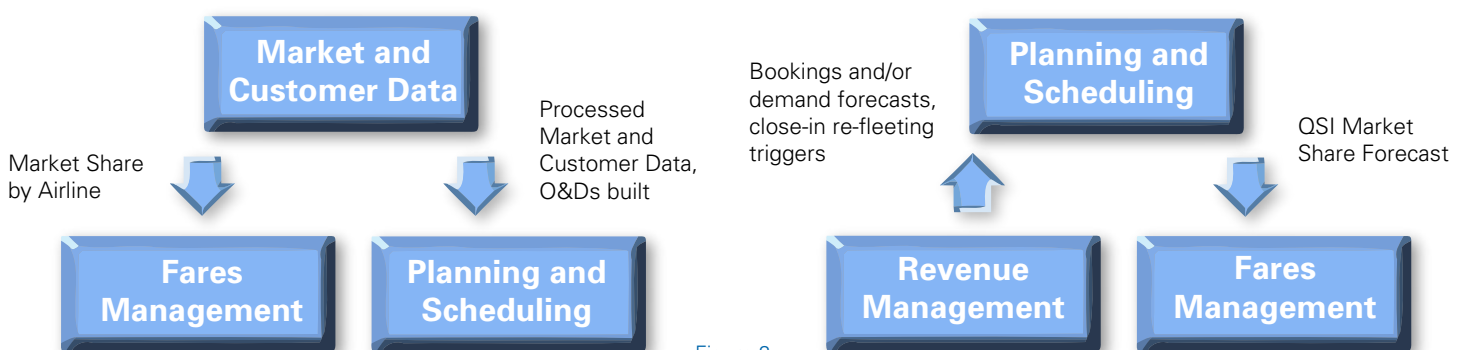 Market and
Customer Data
Market Share
by Airline
Processed
Market and
Customer Data,
O&Ds built
Fares
Management
Planning and
Scheduling
Planning and
Scheduling
Bookings and/or
demand forecasts,
close-in re-fleeting
triggers
QSI Market
Share Forecast
Revenue
Management
Fares
Management